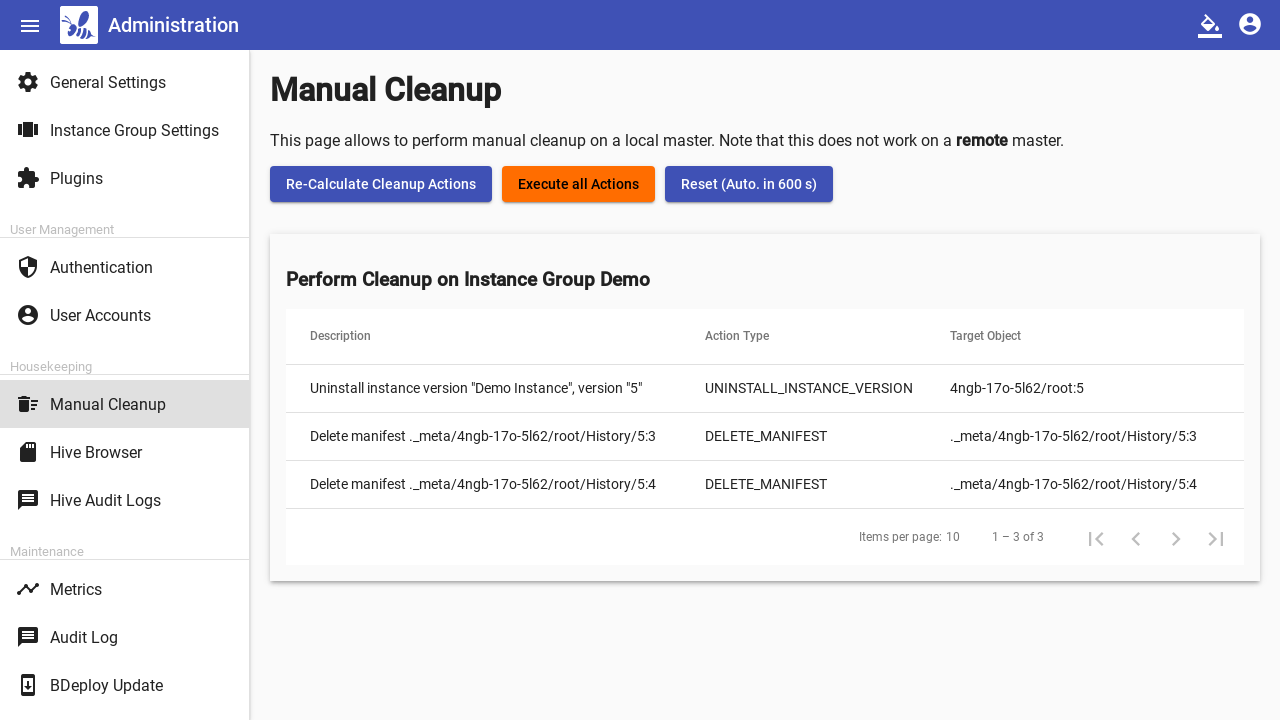 Administration
General Settings
Instance Group Settings
Plugins
User Management
Authentication
User Accounts
Housekeeping
Manual Cleanup
Hive Browser
Hive Audit Logs
Maintenance
Metrics
Audit Log
BDeploy Update
Manual Cleanup
This page allows to perform manual cleanup on a local master. Note that this does not work on a remote master.
Re-Calculate Cleanup Actions Execute all Actions Reset (Auto. in 600 s)
Perform Cleanup on Instance Group Demo
Description Action Type Target Object
Uninstall instance version "Demo Instance", version "5" UNINSTALL_INSTANCE_VERSION 4ngb-17o-5l62/root:5
Delete manifest ._meta/4ngb-17o-5l62/root/History/5:3 DELETE_MANIFEST ._meta/4ngb-17o-5l62/root/History/5:3
Delete manifest ._meta/4ngb-17o-5l62/root/History/5:4 DELETE_MANIFEST ._meta/4ngb-17o-5l62/root/History/5:4
Items per page: 10 1 – 3 of 3